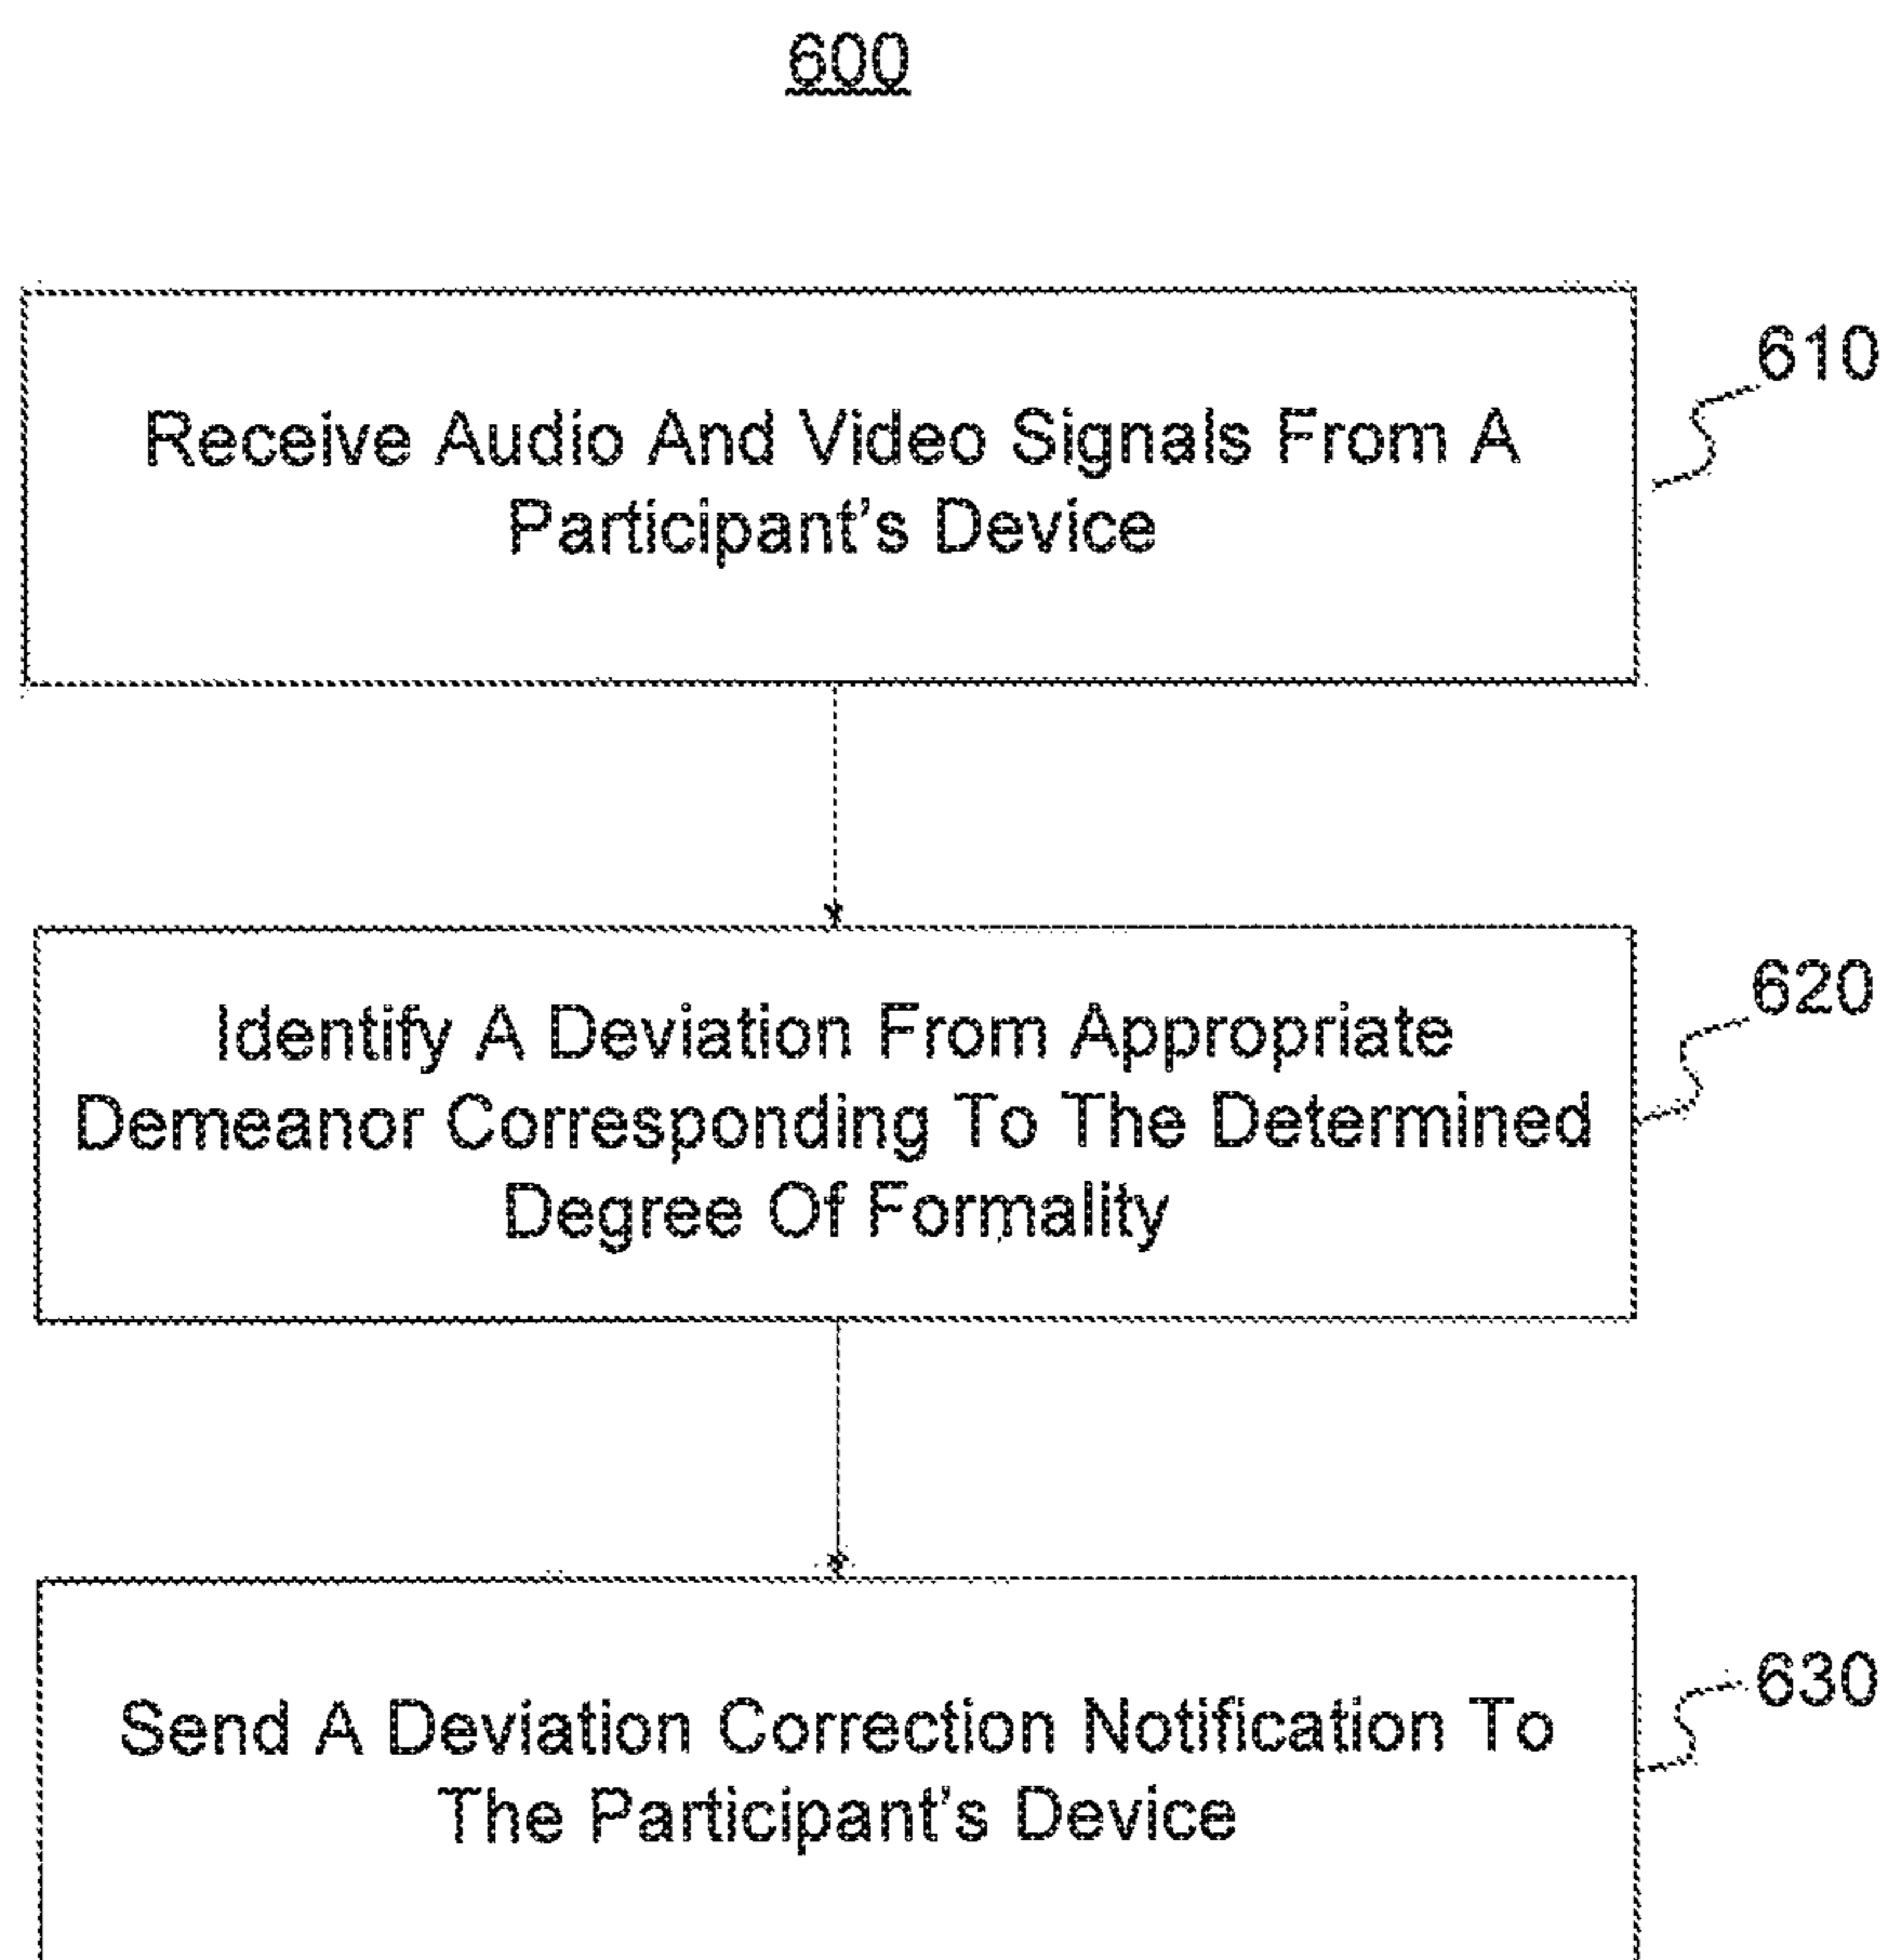 600
610
Receive Audio And Video Signals From A
Participant's Device
620
Identify A Deviation From Appropriate
Demeanor Corresponding To The Determined
Degree Of Formality
630
Send A Deviation Correction Notification To
The Participant's Device